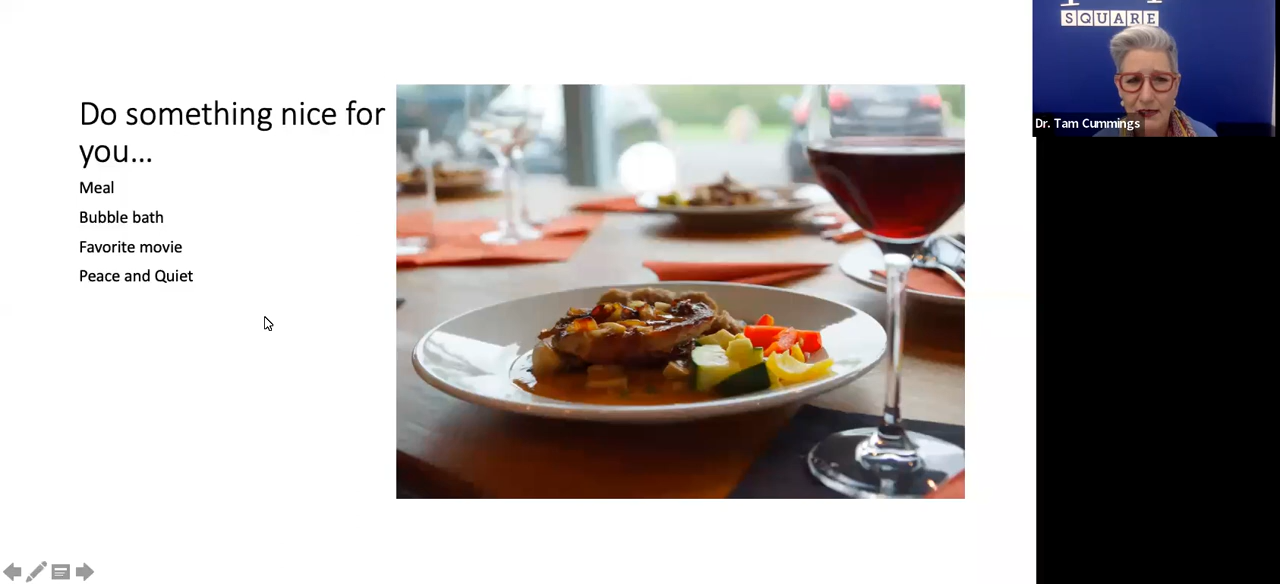 Do something nice for
you...
Meal
Bubble bath
Favorite movie
Peace and Quiet
SQUARE
Dr. Tam Cummings